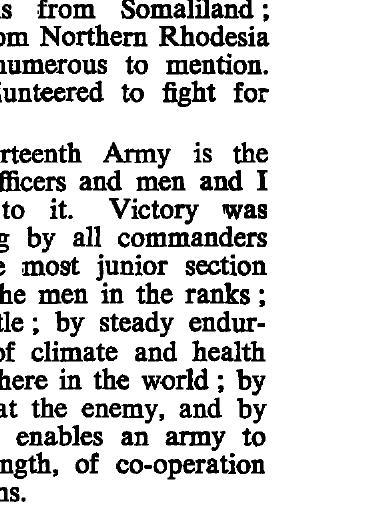 s from Somaliland ;
om Northern Rhodesia
numerous to mention.
unteered to fight for
rteenth Army is the
fficers and men and I
to it. Victory was
g by all commanders
e most junior section
he men in the ranks ;
tle ; by steady endur-
of climate and health
here in the world ; by
at the enemy, and by
enables an army to
ngth, of co-operation
ns.